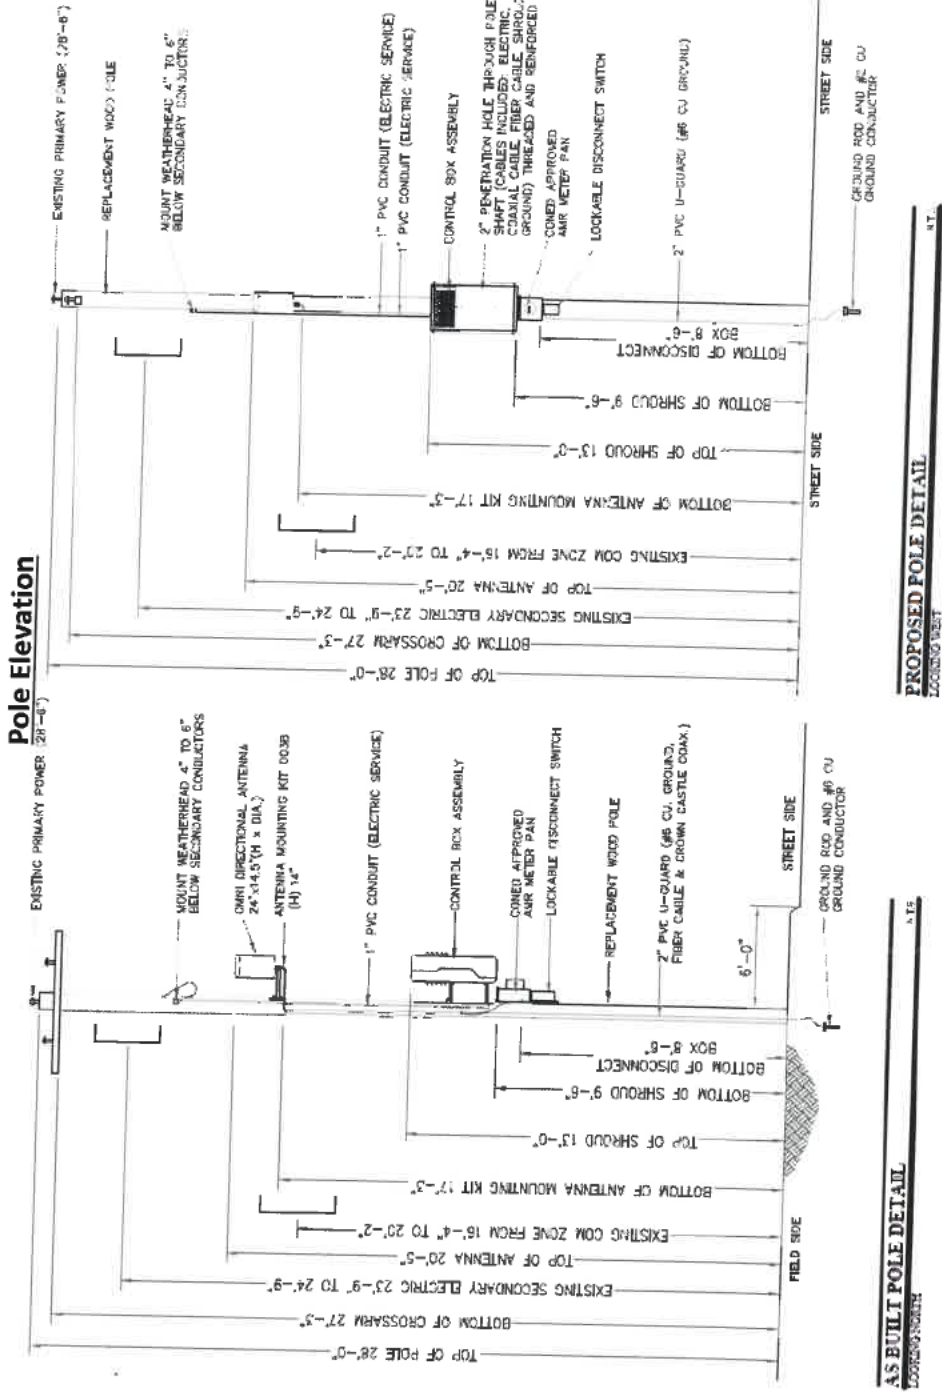 Pole Elevation
EXISTING PRIMARY POWER (28'-6")
REPLACEMENT WOOD POLE
MOUNT WEATHERHEAD 4" TO 6"
BELOW SECONDARY CONDUCTORS
1" PVC CONDUIT (ELECTRIC SERVICE)
1" PVC CONDUIT (ELECTRIC SERVICE)
CONTROL BOX ASSEMBLY
2" PENETRATION HOLE THROUGH POLE
SHAFT (CABLES INCLUDED: ELECTRIC,
COAXIAL CABLE, FIBER CABLE, SHROUD
GROUND) THREADED AND REINFORCED
CONED APPROVED
AMR METER PAN
LOCKABLE DISCONNECT SWITCH
2" PVC U-GUARD (#6 CU GROUND)
STREET SIDE
GROUND ROD AND #2 CU
GROUND CONDUCTOR
BOTTOM OF DISCONNECT
BOX 8'-6"
BOTTOM OF SHROUD 9'-6"
TOP OF SHROUD 13'-0"
BOTTOM OF ANTENNA MOUNTING KIT 17'-3"
EXISTING COM ZONE FROM 16'-4" TO 20'-2"
TOP OF ANTENNA 20'-5"
EXISTING SECONDARY ELECTRIC 23'-9" TO 24'-9"
BOTTOM OF CROSSARM 27'-3"
TOP OF POLE 28'-0"
STREET SIDE
PROPOSED POLE DETAIL
LOOKING WEST
N.T.
EXISTING PRIMARY POWER (28'-6")
MOUNT WEATHERHEAD 4" TO 6"
BELOW SECONDARY CONDUCTORS
OMNI DIRECTIONAL ANTENNA
24"x14.5"(H x DIA.)
ANTENNA MOUNTING KIT 003B
(H) 14"
1" PVC CONDUIT (ELECTRIC SERVICE)
CONTROL BOX ASSEMBLY
CONED APPROVED
AMR METER PAN
LOCKABLE DISCONNECT SWITCH
REPLACEMENT WOOD POLE
2" PVC U-GUARD (#6 CU. GROUND,
FIBER CABLE & CROWN CASTLE COAX.)
6'-0"
STREET SIDE
GROUND ROD AND #6 CU
GROUND CONDUCTOR
BOTTOM OF DISCONNECT
BOX 8'-6"
BOTTOM OF SHROUD 9'-6"
TOP OF SHROUD 13'-0"
BOTTOM OF ANTENNA MOUNTING KIT 17'-3"
EXISTING COM ZONE FROM 16'-4" TO 20'-2"
TOP OF ANTENNA 20'-5"
EXISTING SECONDARY ELECTRIC 23'-9" TO 24'-9"
BOTTOM OF CROSSARM 27'-3"
TOP OF POLE 28'-0"
FIELD SIDE
AS BUILT POLE DETAIL
LOOKING NORTH
N.T.S